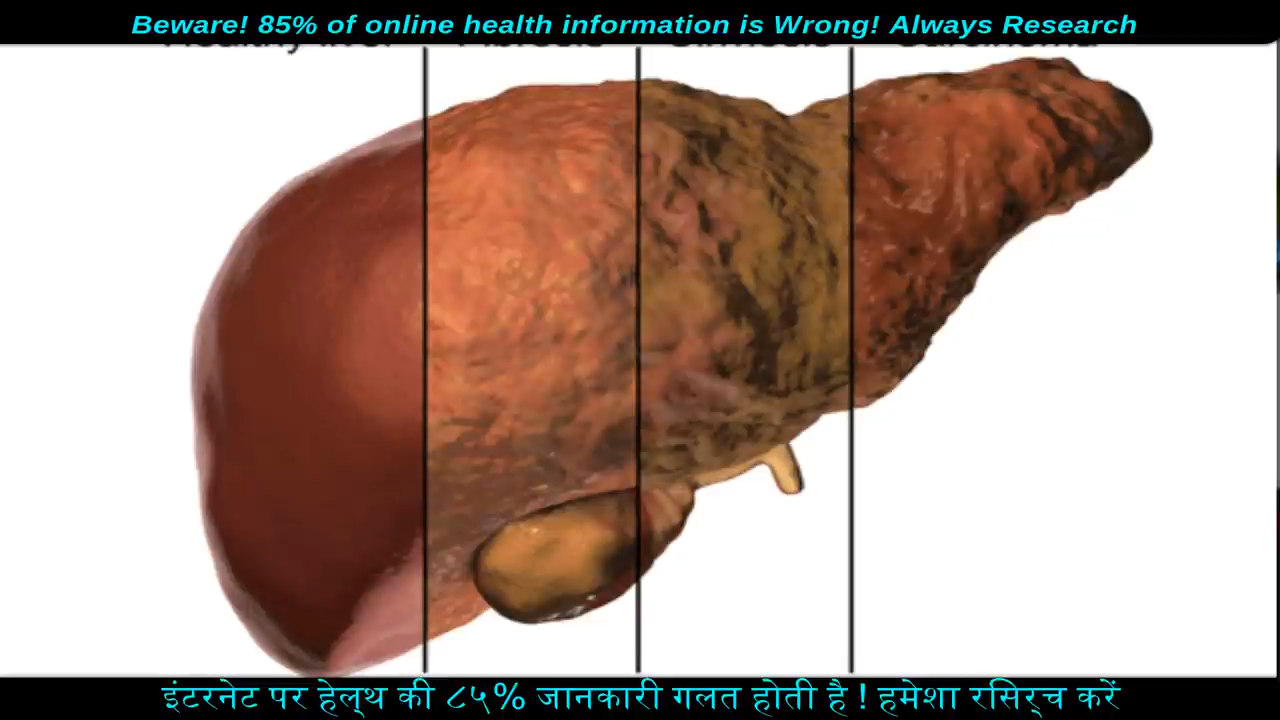 Beware! 85% of online health information is Wrong! Always Research
इंटरनेट पर हेल्थ की ८५% जानकारी गलत होती है ! हमेशा रसिर्च करें